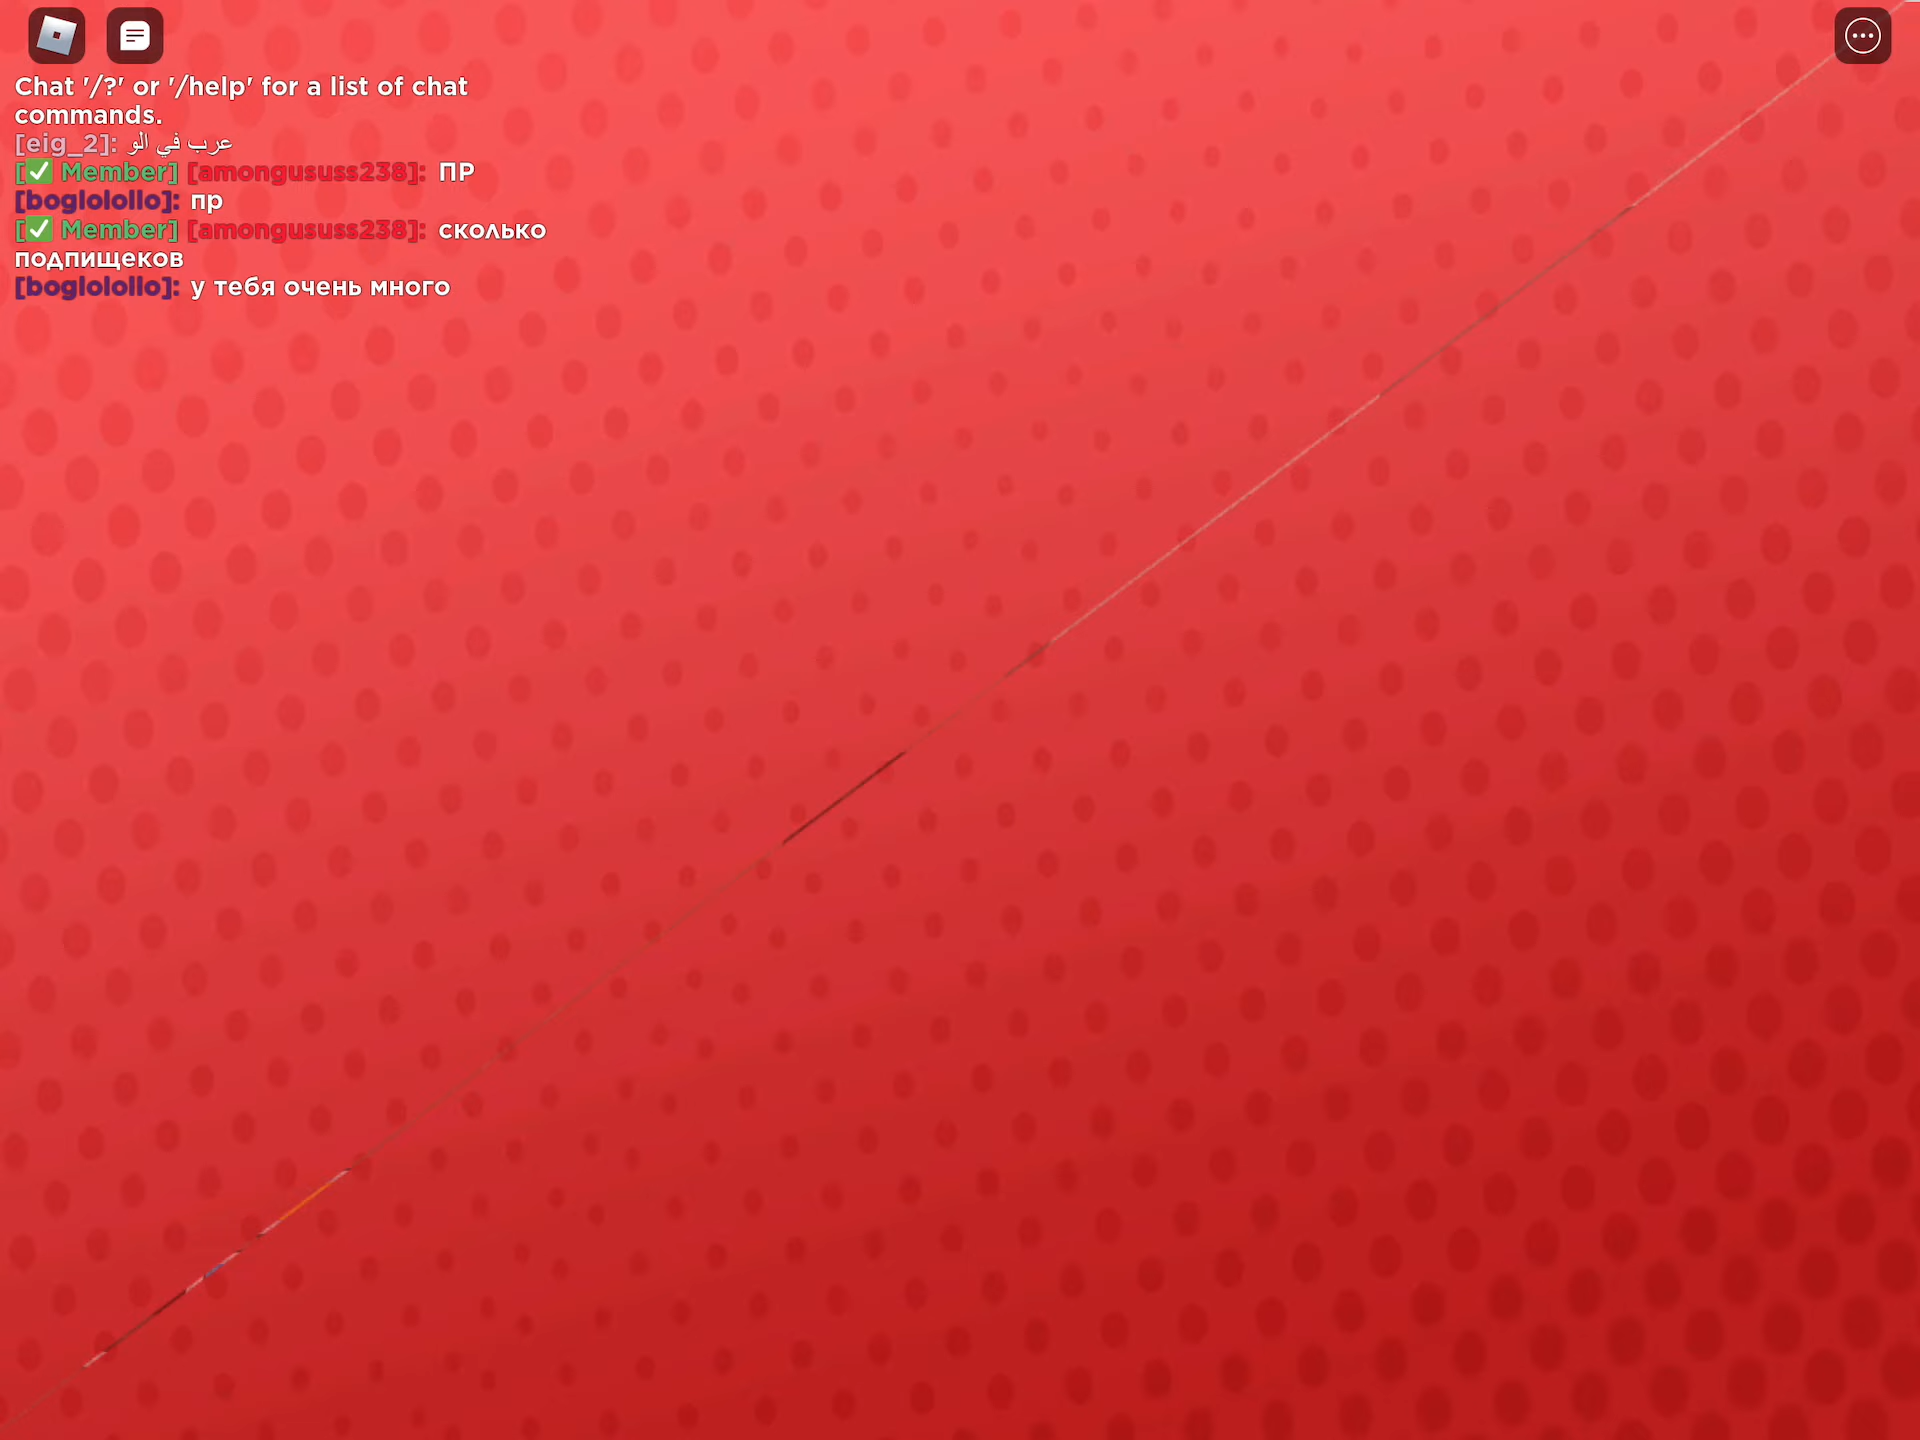 Chat '/?' or '/help' for a list of chat
commands.
[eig_2]: عرب في الو
[✅ Member] [amongususs238]: ПР
[boglolollo]: пр
[✅ Member] [amongususs238]: сколько
подпищеков
[boglolollo]: у тебя очень много